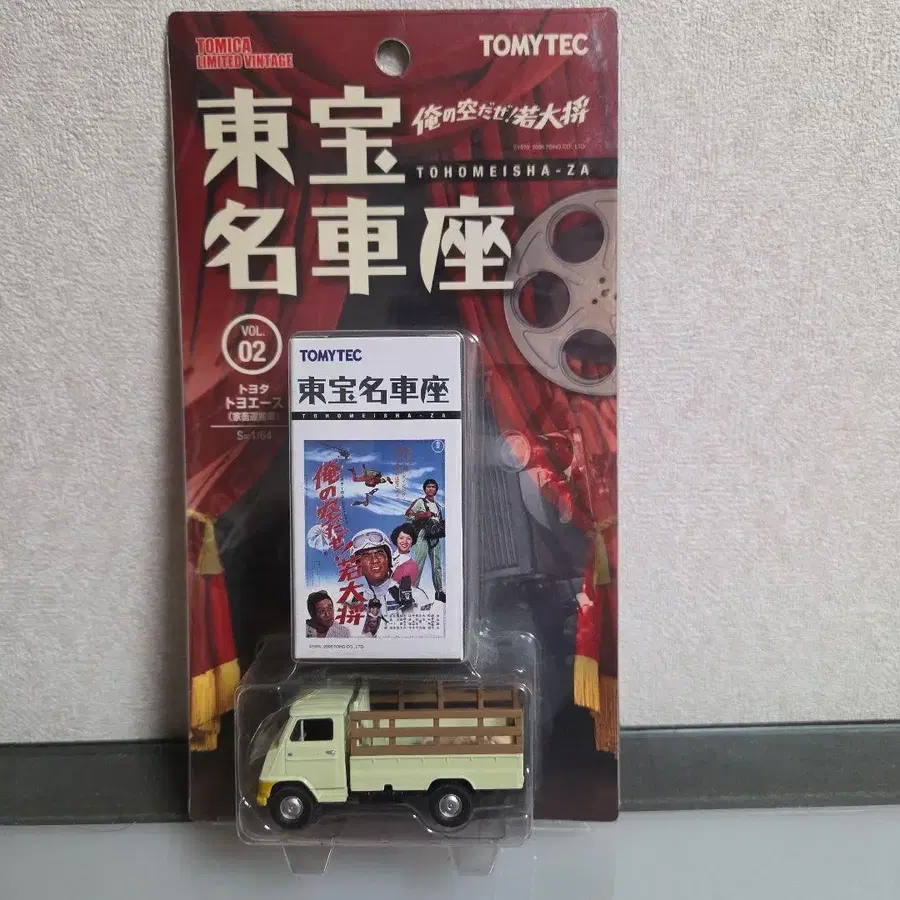 TOMICA
LIMITED VINTAGE
TOMYTEC
東宝
俺の空だぜ!若大将
TOHOMEISHA-ZA
名車座
VOL.
02
トヨタ
トヨエース
S=1/64
TOMYTEC
東宝名車座
TOHOMEISHA-ZA
俺の空だぜ!若大将